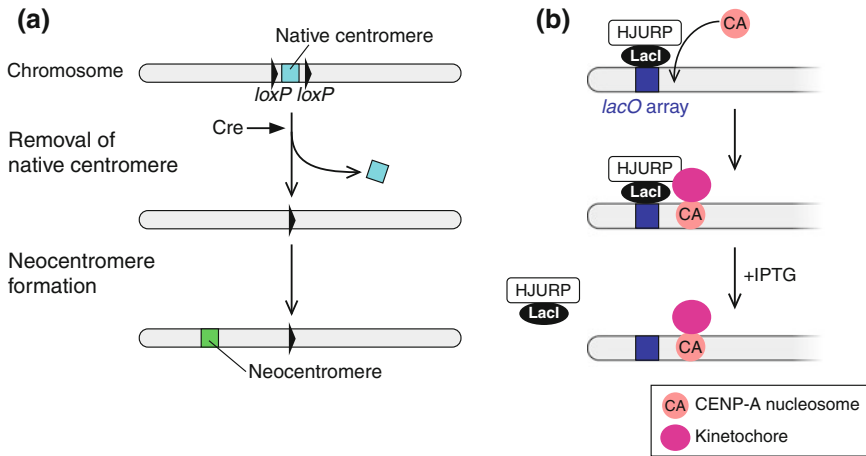 (a)
Native centromere
Chromosome
loxP loxP
Cre
Removal of
native centromere
Neocentromere
formation
Neocentromere
(b)
HJURP
LacI
CA
lacO array
HJURP
LacI
CA
+IPTG
HJURP
LacI
CA
CA CENP-A nucleosome
Kinetochore